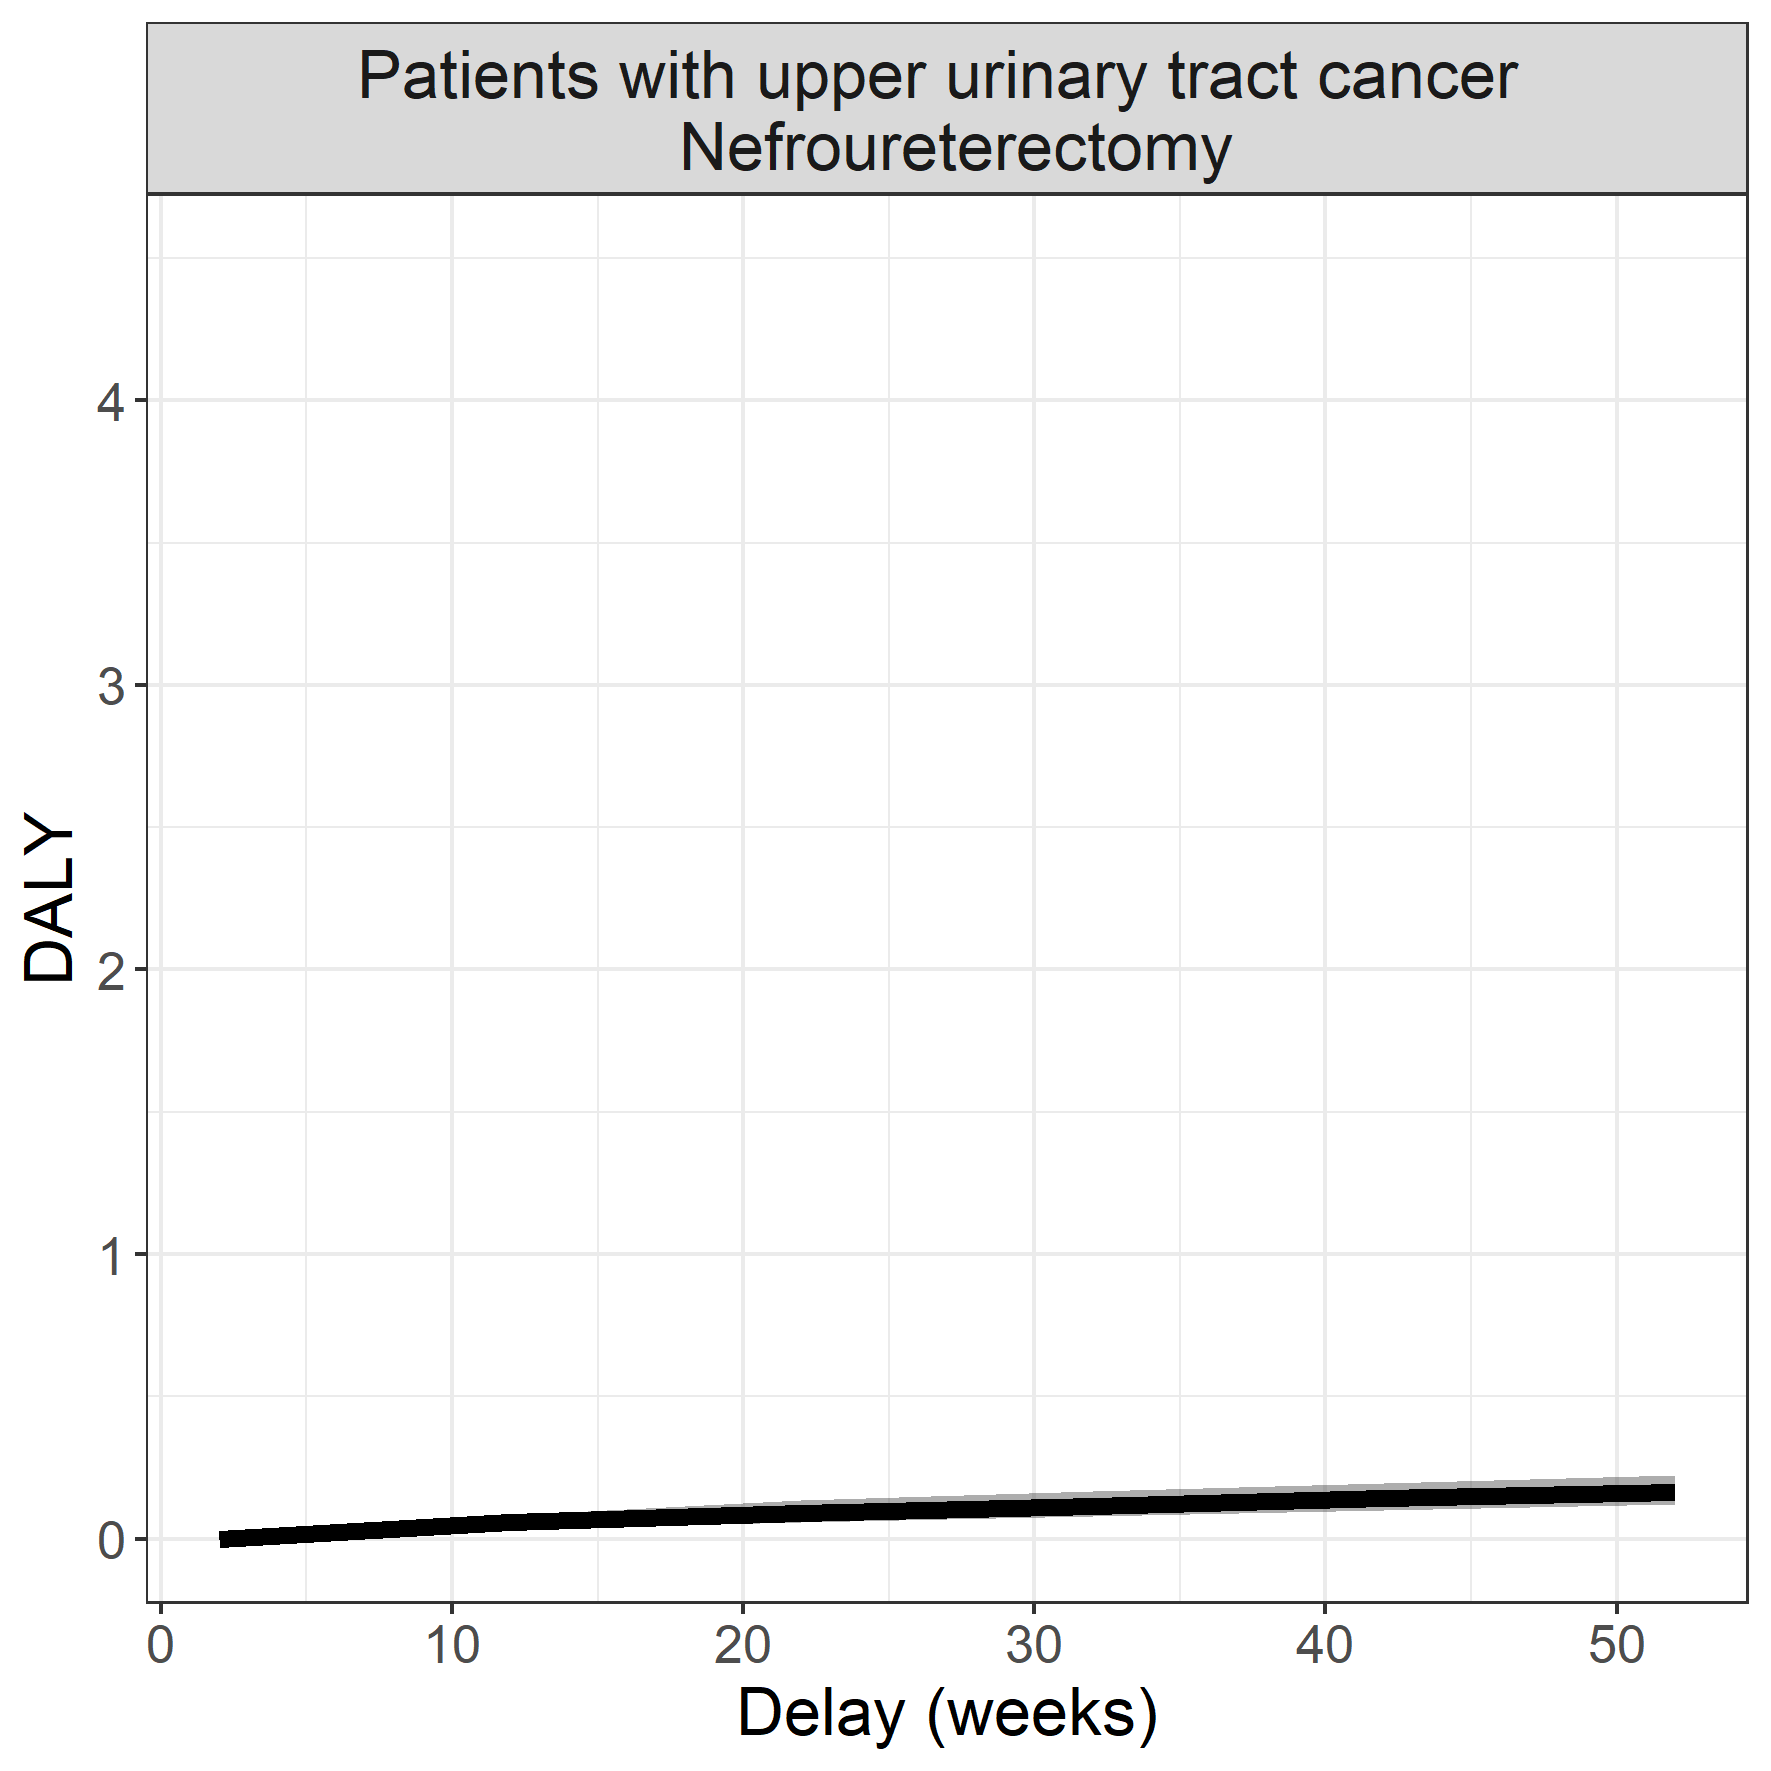 Patients with upper urinary tract cancer
Nefroureterectomy
DALY
4
3
2
1
0
0 10 20 30 40 50
Delay (weeks)